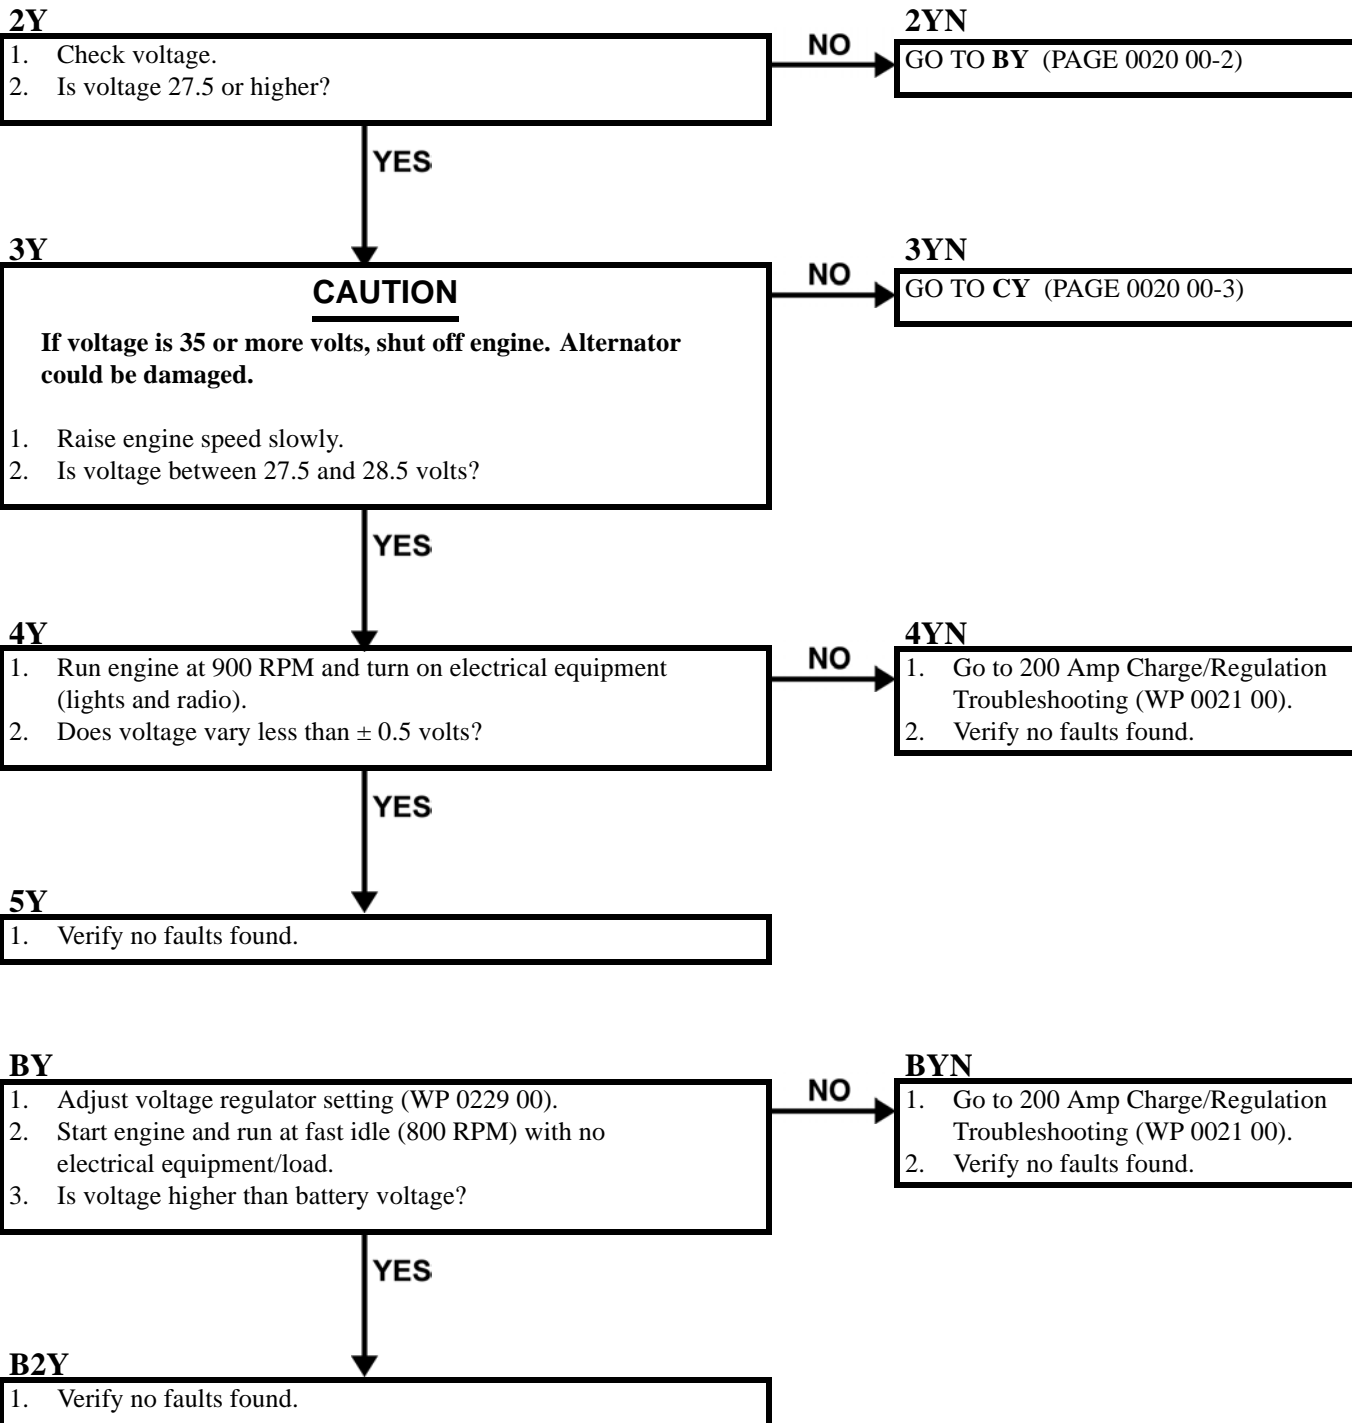 2Y
1. Check voltage.
2. Is voltage 27.5 or higher?
NO
2YN
GO TO BY (PAGE 0020 00-2)
YES
3Y
CAUTION
If voltage is 35 or more volts, shut off engine. Alternator
could be damaged.
1. Raise engine speed slowly.
2. Is voltage between 27.5 and 28.5 volts?
NO
3YN
GO TO CY (PAGE 0020 00-3)
YES
4Y
1. Run engine at 900 RPM and turn on electrical equipment
(lights and radio).
2. Does voltage vary less than ± 0.5 volts?
NO
4YN
1. Go to 200 Amp Charge/Regulation
Troubleshooting (WP 0021 00).
2. Verify no faults found.
YES
5Y
1. Verify no faults found.
BY
1. Adjust voltage regulator setting (WP 0229 00).
2. Start engine and run at fast idle (800 RPM) with no
electrical equipment/load.
3. Is voltage higher than battery voltage?
NO
BYN
1. Go to 200 Amp Charge/Regulation
Troubleshooting (WP 0021 00).
2. Verify no faults found.
YES
B2Y
1. Verify no faults found.